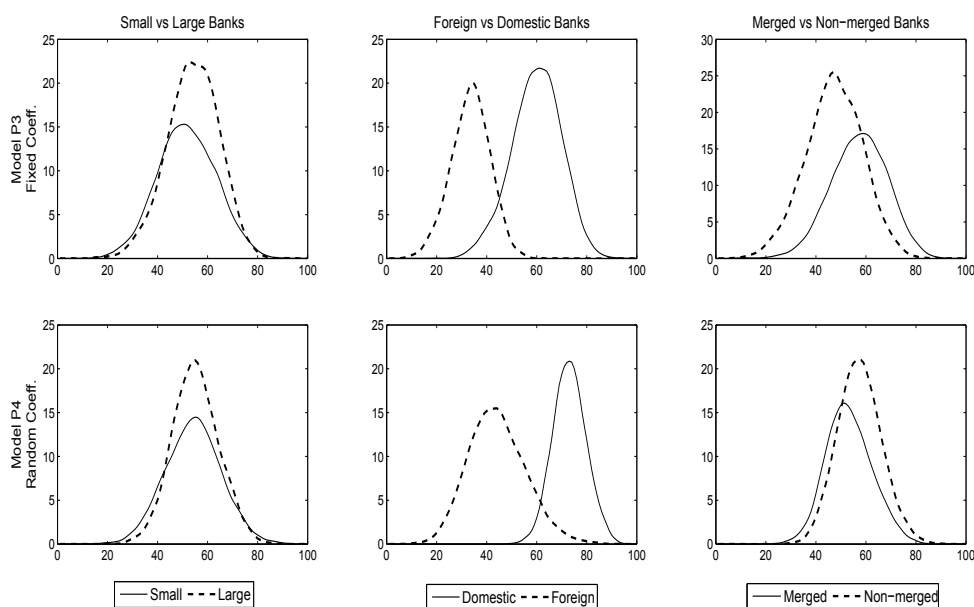 Small vs Large Banks
Foreign vs Domestic Banks
Merged vs Non−merged Banks
Model P3
Fixed Coeff.
25
20
15
10
5
0
0 20 40 60 80 100
25
20
15
10
5
0
0 20 40 60 80 100
30
25
20
15
10
5
0
0 20 40 60 80 100
Model P4
Random Coeff.
25
20
15
10
5
0
0 20 40 60 80 100
25
20
15
10
5
0
0 20 40 60 80 100
25
20
15
10
5
0
0 20 40 60 80 100
Small Large
Domestic Foreign
Merged Non−merged